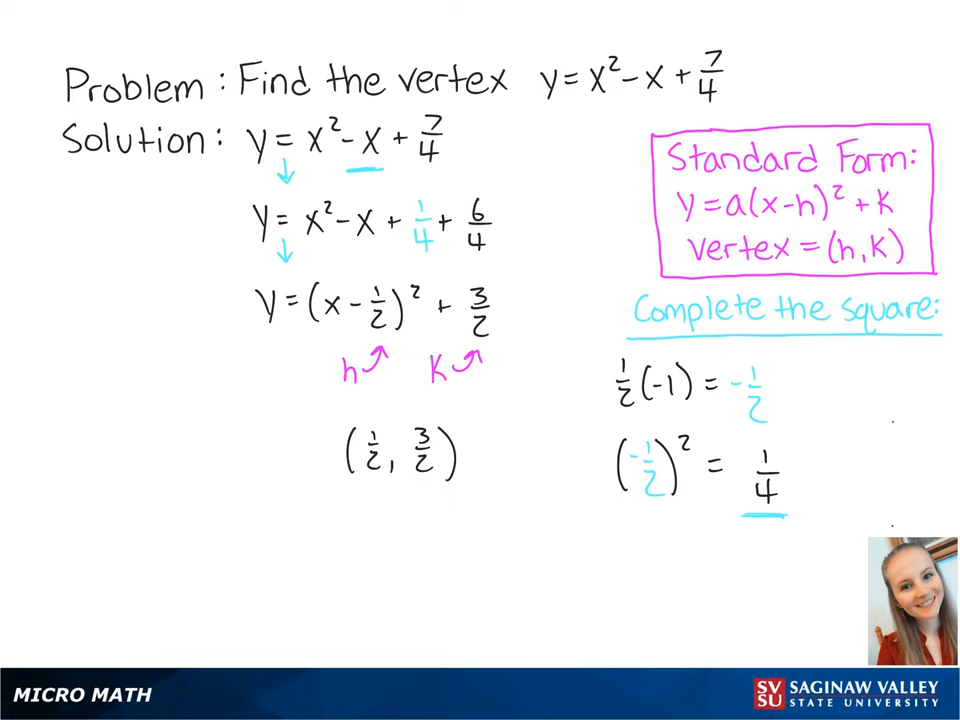 Problem: Find the vertex y = x² - x + 7/4
Solution: y = x² - x + 7/4
y = x² - x + 1/4 + 6/4
y = (x - 1/2)² + 3/2
h K
(1/2, 3/2)
Standard Form:
y = a(x-h)² + K
vertex = (h, K)
Complete the square:
1/2(-1) = -1/2
(-1/2)² = 1/4
MICRO MATH
SV SU SAGINAW VALLEY
STATE UNIVERSITY